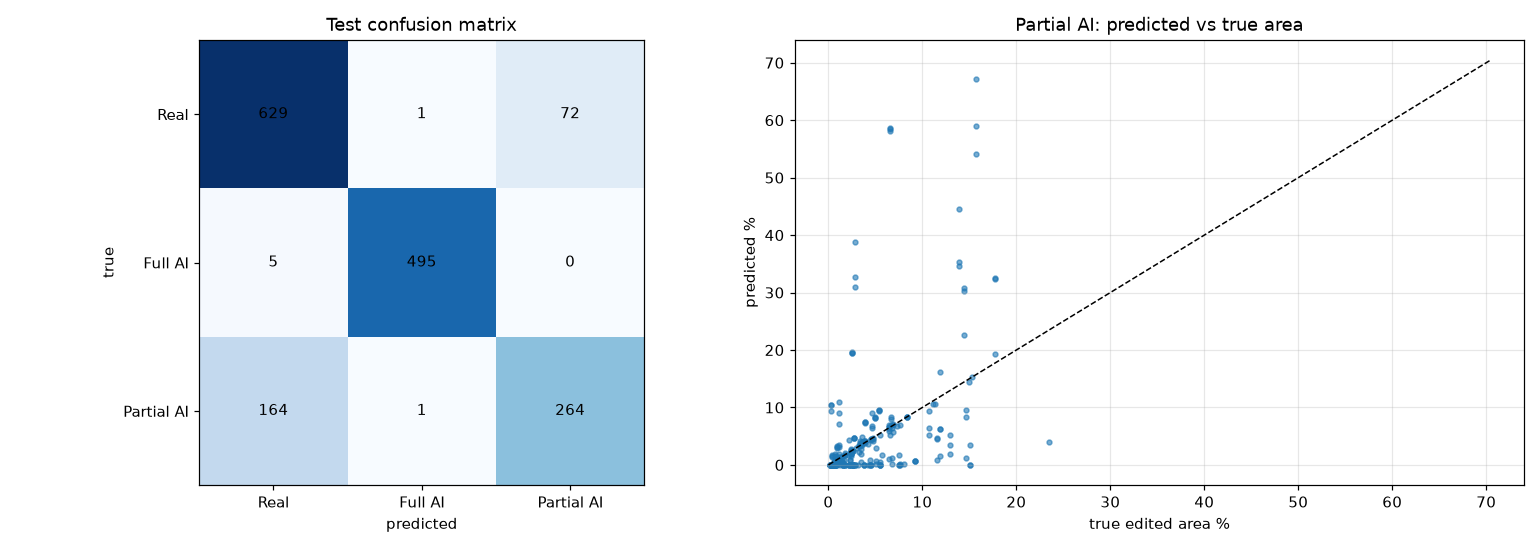 Test confusion matrix
Real
629
1
72
true
Full AI
5
495
0
Partial AI
164
1
264
Real
Full AI
Partial AI
predicted
Partial AI: predicted vs true area
predicted %
70
60
50
40
30
20
10
0
0
10
20
30
40
50
60
70
true edited area %